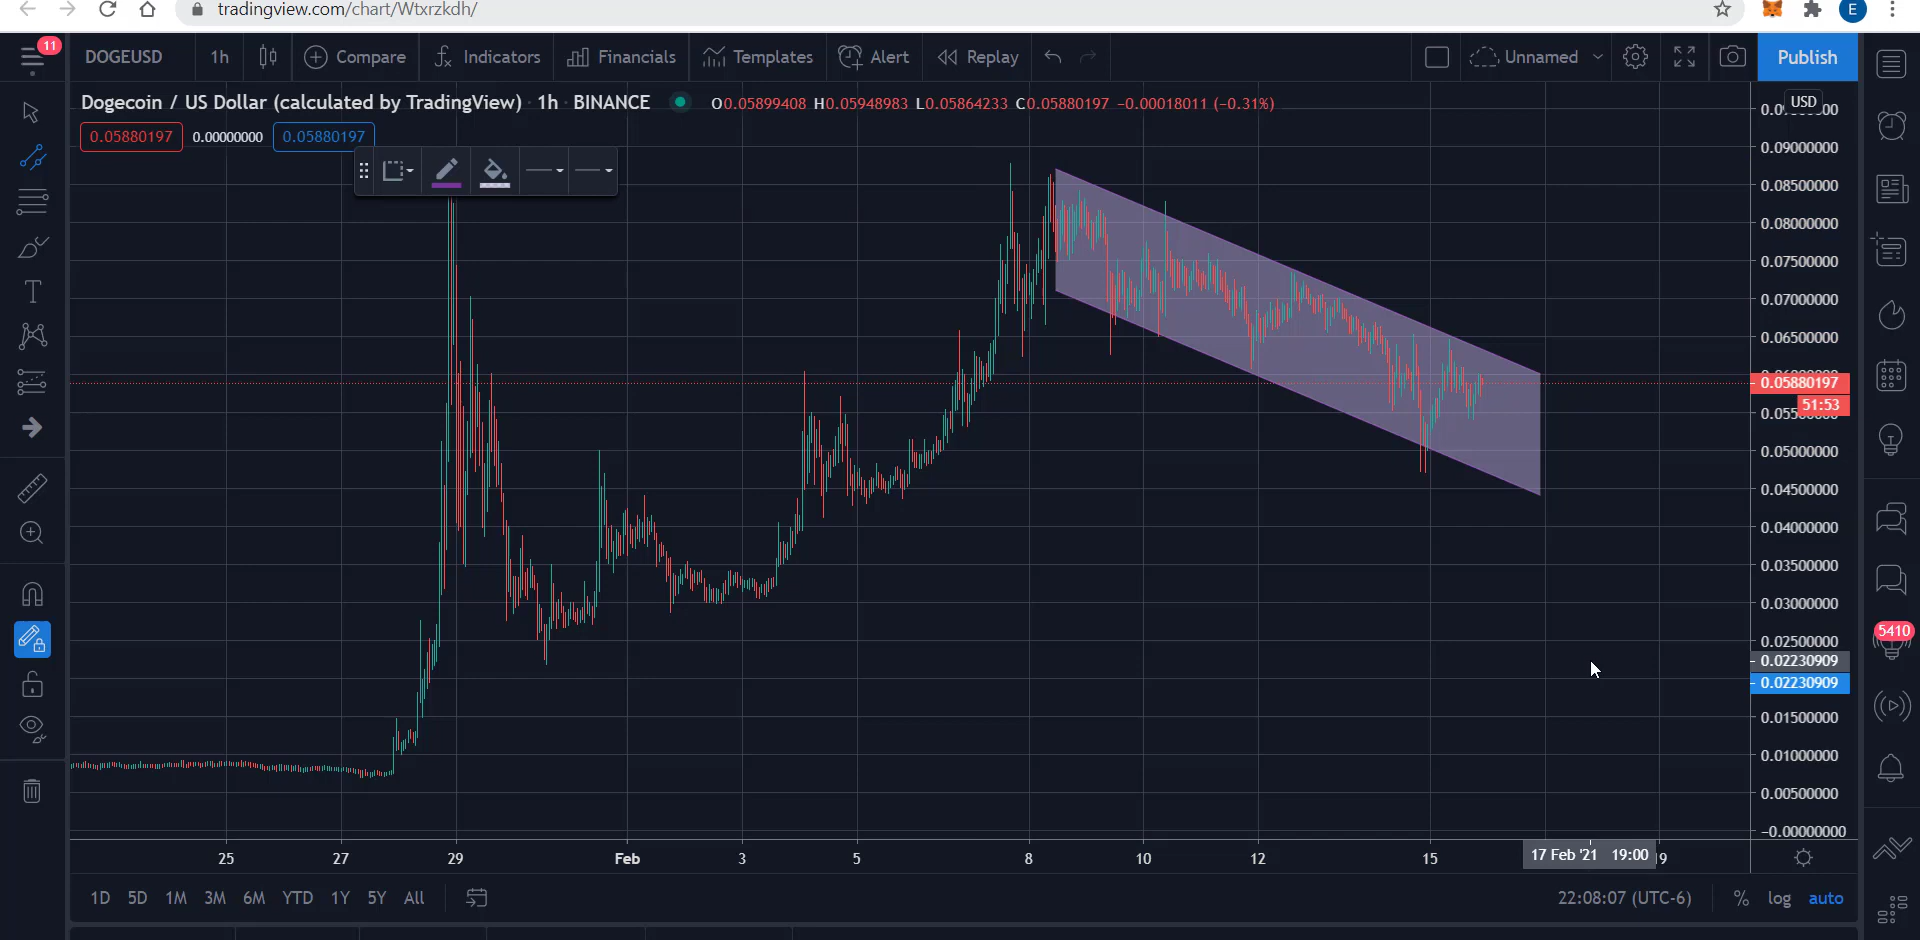 tradingview.com/chart/Wtxrzkdh/
E
11
DOGEUSD 1h Compare Indicators Financials Templates Alert Replay Unnamed Publish
Dogecoin / US Dollar (calculated by TradingView) · 1h · BINANCE O0.05899408 H0.05948983 L0.05864233 C0.05880197 −0.00018011 (−0.31%)
0.05880197 0.00000000 0.05880197
USD
0.09000000
0.08500000
0.08000000
0.07500000
0.07000000
0.06500000
0.05880197
51:53
0.05000000
0.04500000
0.04000000
0.03500000
0.03000000
0.02500000
0.02230909
0.02230909
0.01500000
0.01000000
0.00500000
−0.00000000
5410
25 27 29 Feb 3 5 8 10 12 15 17 Feb '21 19:00
1D 5D 1M 3M 6M YTD 1Y 5Y All 22:08:07 (UTC-6) % log auto